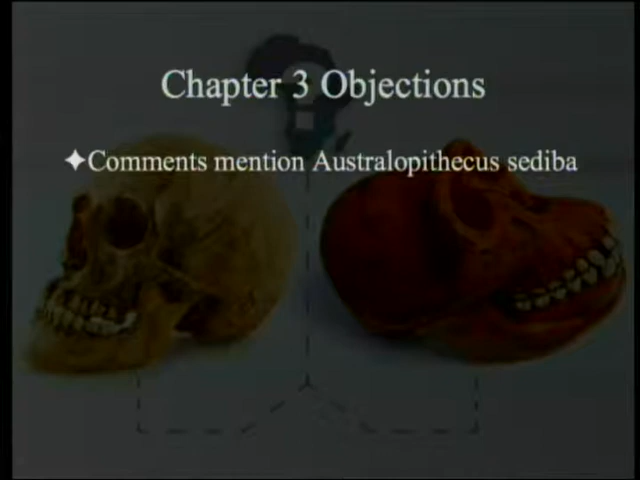 Chapter 3 Objections
✦Comments mention Australopithecus sediba